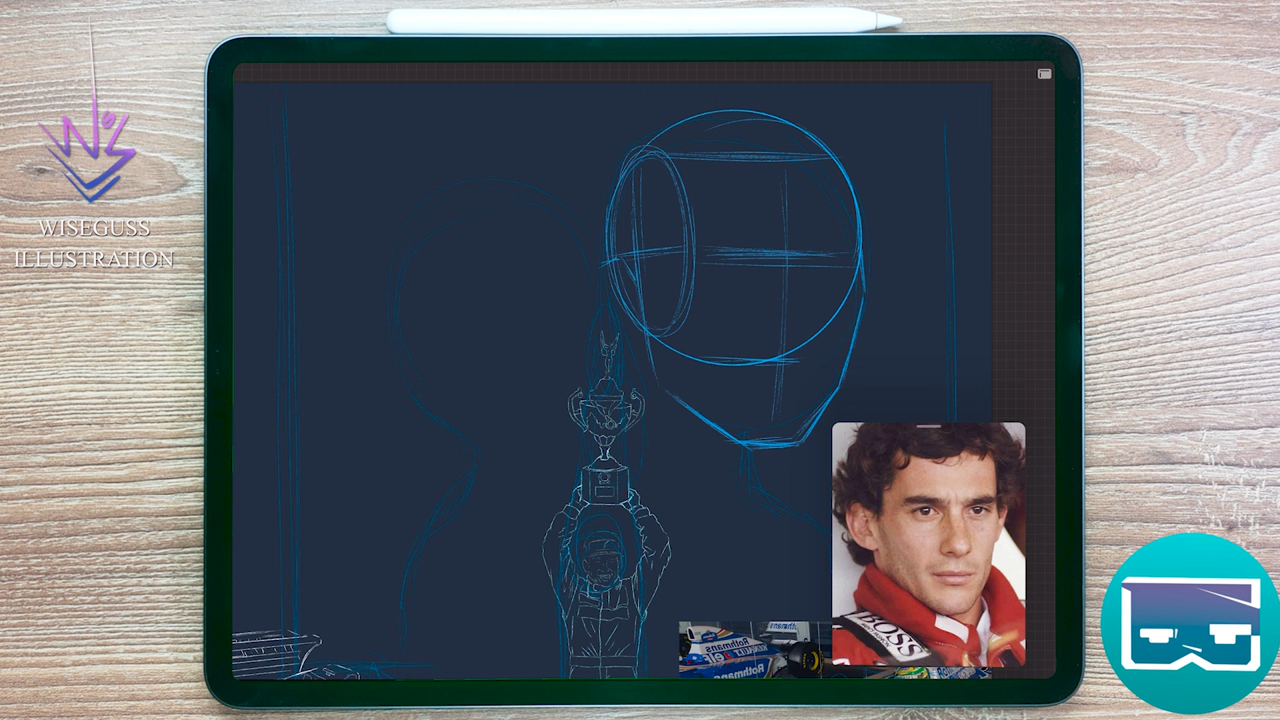 WISEGUSS
ILLUSTRATION
BOSS
Rothmans
Rothmans